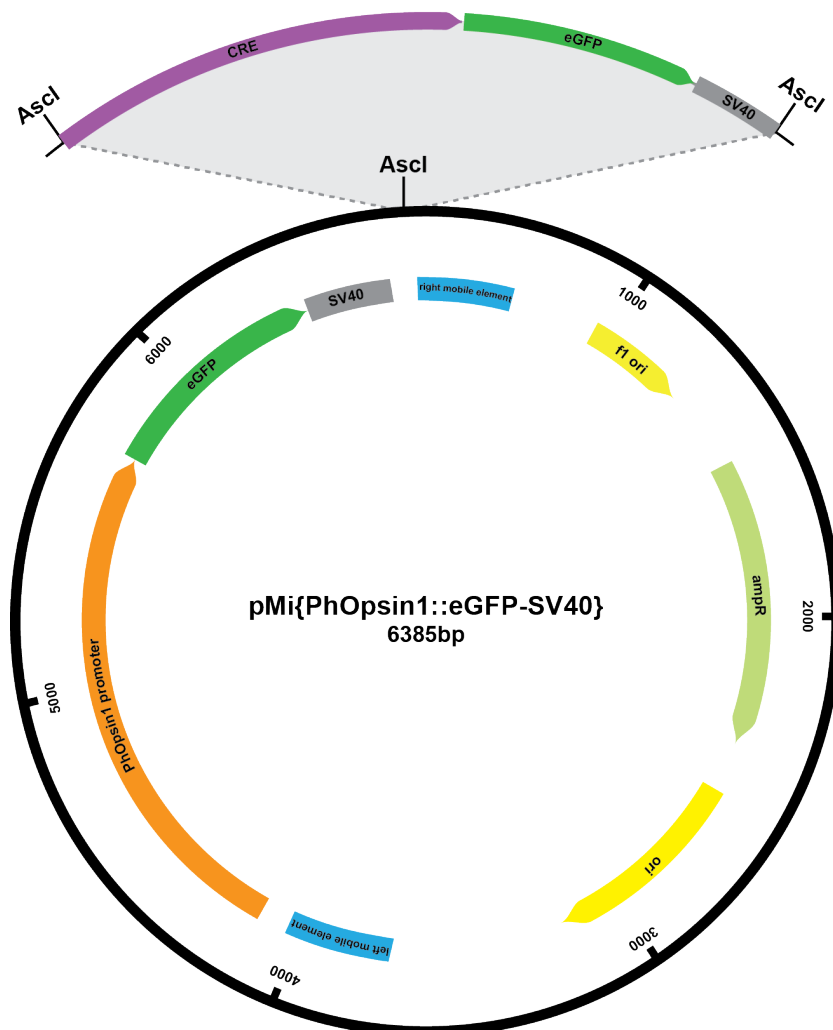 CRE
eGFP
SV40
AscI
AscI
AscI
right mobile element
SV40
eGFP
f1 ori
1000
6000
ampR
2000
pMi{PhOpsin1::eGFP-SV40}
6385bp
PhOpsin1 promoter
5000
ori
3000
left mobile element
4000